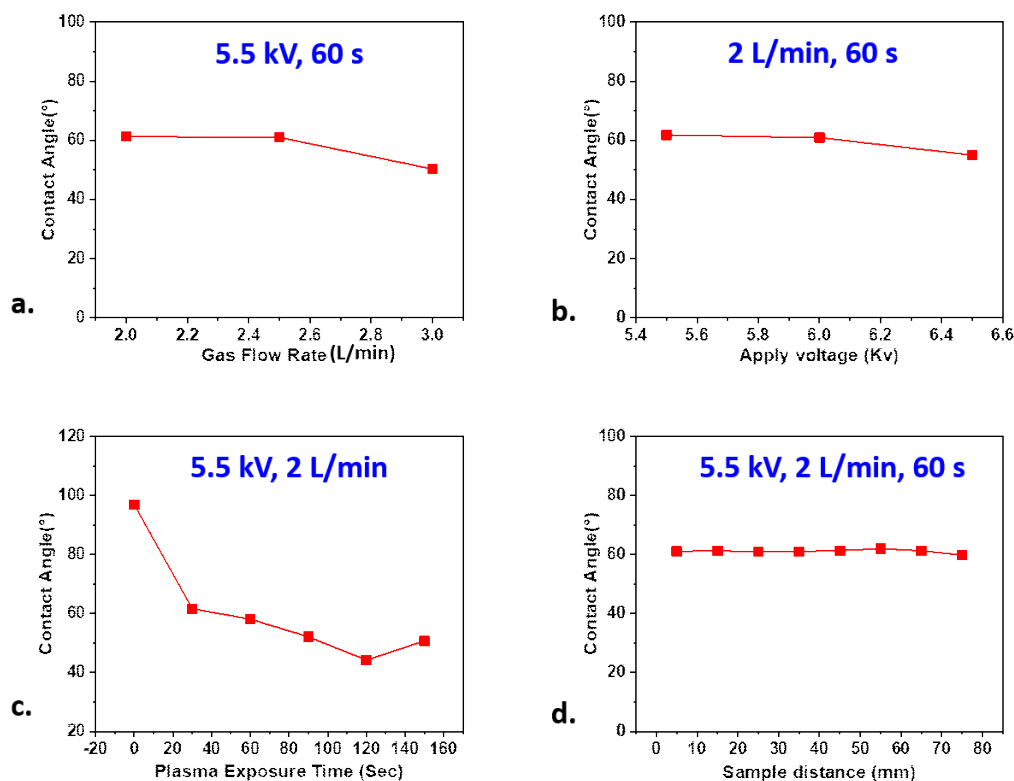 5.5 kV, 60 s
100
80
60
40
20
0
Contact Angle(°)
2.0 2.2 2.4 2.6 2.8 3.0
Gas Flow Rate (L/min)
a.
2 L/min, 60 s
100
80
60
40
20
0
Contact Angle(°)
5.4 5.6 5.8 6.0 6.2 6.4 6.6
Apply voltage (Kv)
b.
5.5 kV, 2 L/min
120
100
80
60
40
20
Contact Angle(°)
-20 0 20 40 60 80 100 120 140 160
Plasma Exposure Time (Sec)
c.
5.5 kV, 2 L/min, 60 s
100
80
60
40
20
0
Contact Angle(°)
0 10 20 30 40 50 60 70 80
Sample distance (mm)
d.